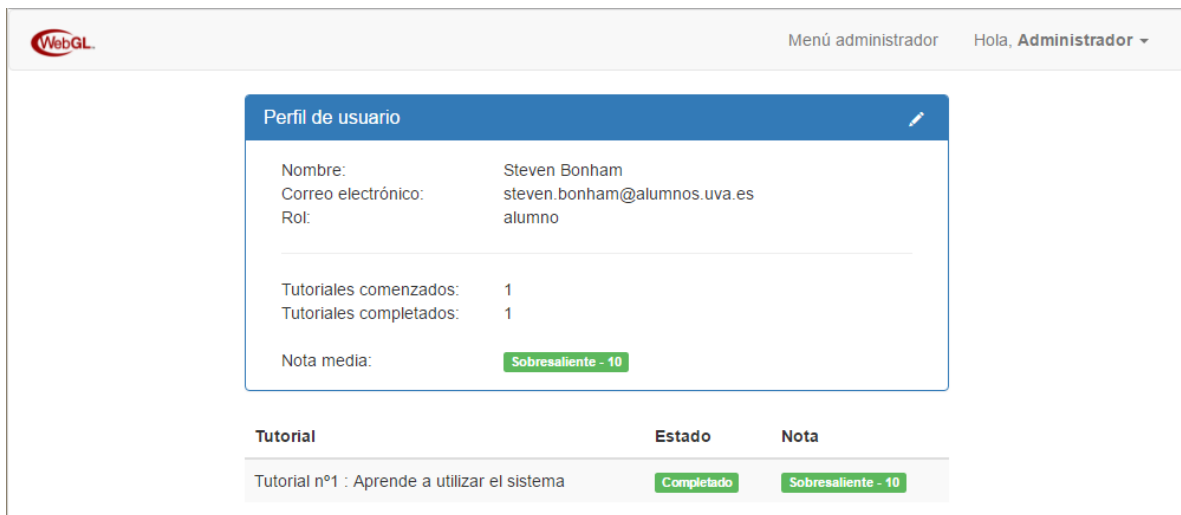 WebGL.
Menú administrador
Hola, Administrador
Perfil de usuario
Nombre: Steven Bonham
Correo electrónico: steven.bonham@alumnos.uva.es
Rol: alumno
Tutoriales comenzados: 1
Tutoriales completados: 1
Nota media: Sobresaliente - 10
Tutorial Estado Nota
Tutorial nº1 : Aprende a utilizar el sistema Completado Sobresaliente - 10